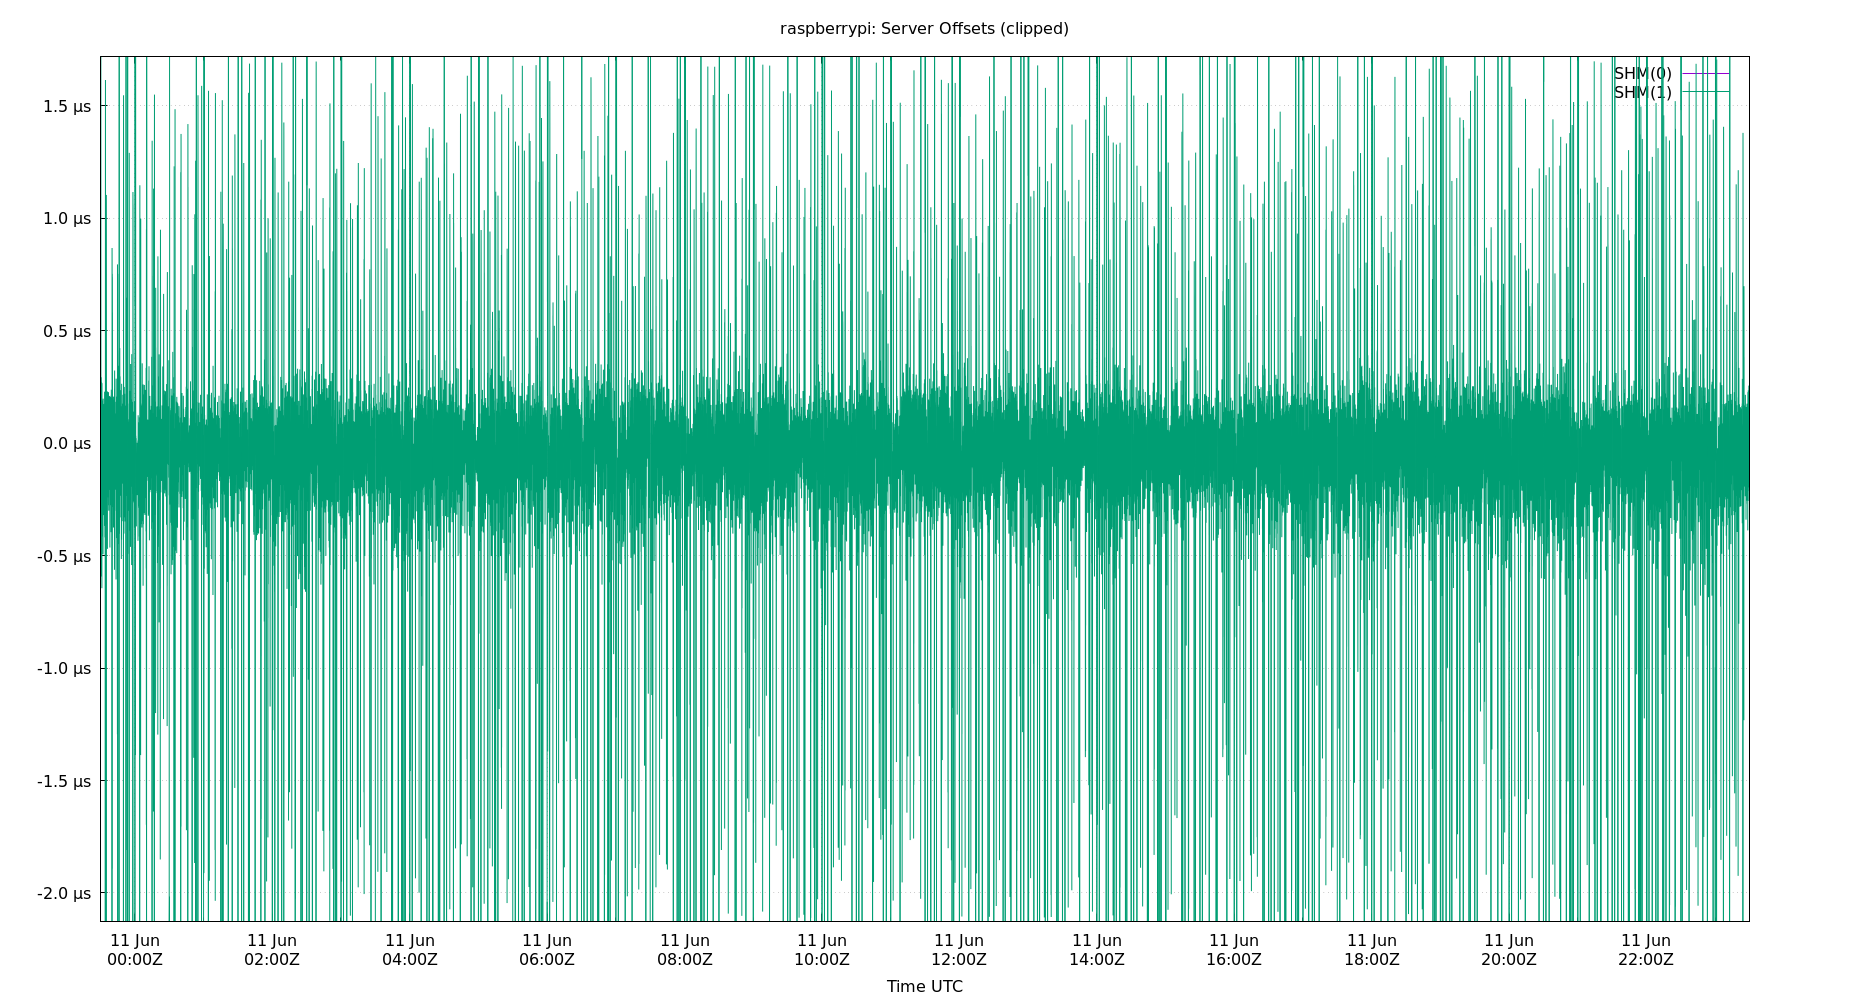 raspberrypi: Server Offsets (clipped)
SHM(0)
SHM(1)
1.5 µs
1.0 µs
0.5 µs
0.0 µs
-0.5 µs
-1.0 µs
-1.5 µs
-2.0 µs
11 Jun 11 Jun 11 Jun 11 Jun 11 Jun 11 Jun 11 Jun 11 Jun 11 Jun 11 Jun 11 Jun 11 Jun
00:00Z 02:00Z 04:00Z 06:00Z 08:00Z 10:00Z 12:00Z 14:00Z 16:00Z 18:00Z 20:00Z 22:00Z
Time UTC